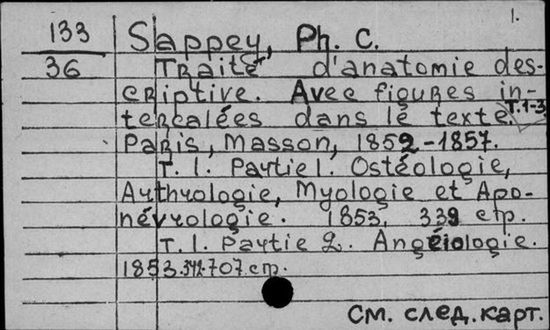 1.
133
36
Sappey, Ph. C.
Traité d'anatomie des-
criptive. Avec figures in-
tercalées dans le texte. T.1-3
Paris, Masson, 1852-1857.
T. 1. Partie 1. Ostéologie,
Arthrologie, Myologie et Apo-
névrologie. 1853. 339 стр.
T. 1. Partie 2. Angéiologie.
1853. 342-707 стр.
См. след. карт.